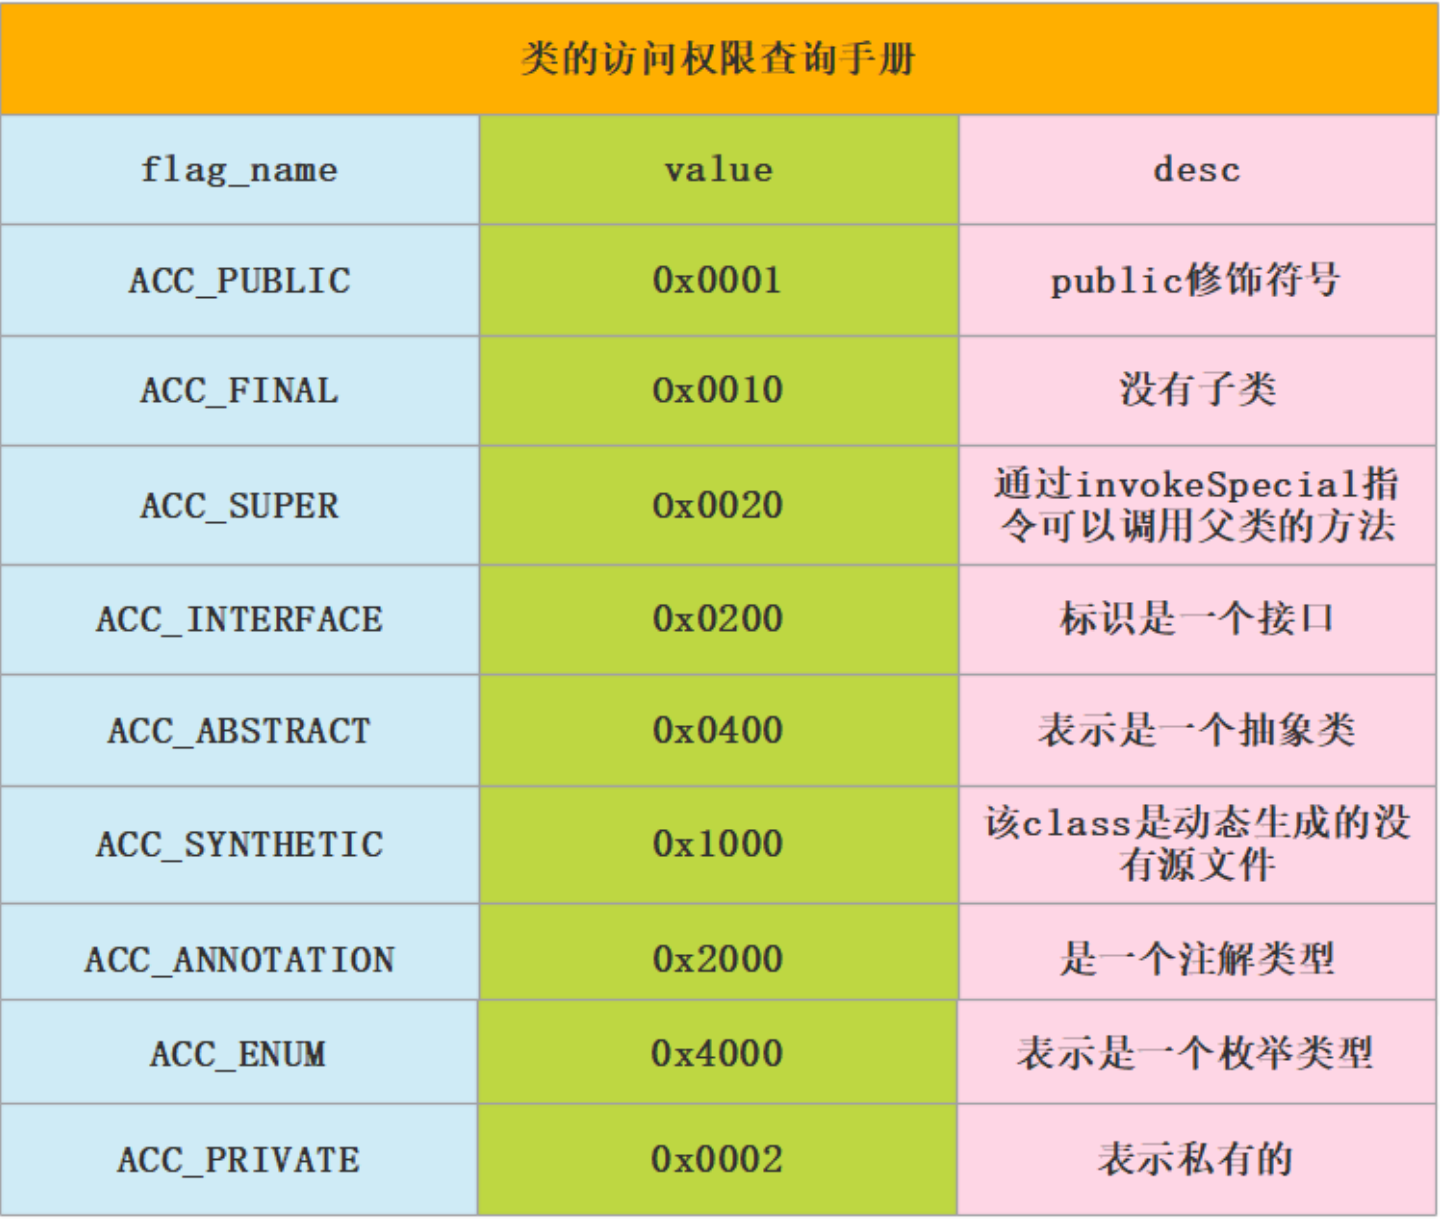 类的访问权限查询手册
flag_name value desc
ACC_PUBLIC 0x0001 public修饰符号
ACC_FINAL 0x0010 没有子类
ACC_SUPER 0x0020 通过invokeSpecial指
令可以调用父类的方法
ACC_INTERFACE 0x0200 标识是一个接口
ACC_ABSTRACT 0x0400 表示是一个抽象类
ACC_SYNTHETIC 0x1000 该class是动态生成的没
有源文件
ACC_ANNOTATION 0x2000 是一个注解类型
ACC_ENUM 0x4000 表示是一个枚举类型
ACC_PRIVATE 0x0002 表示私有的